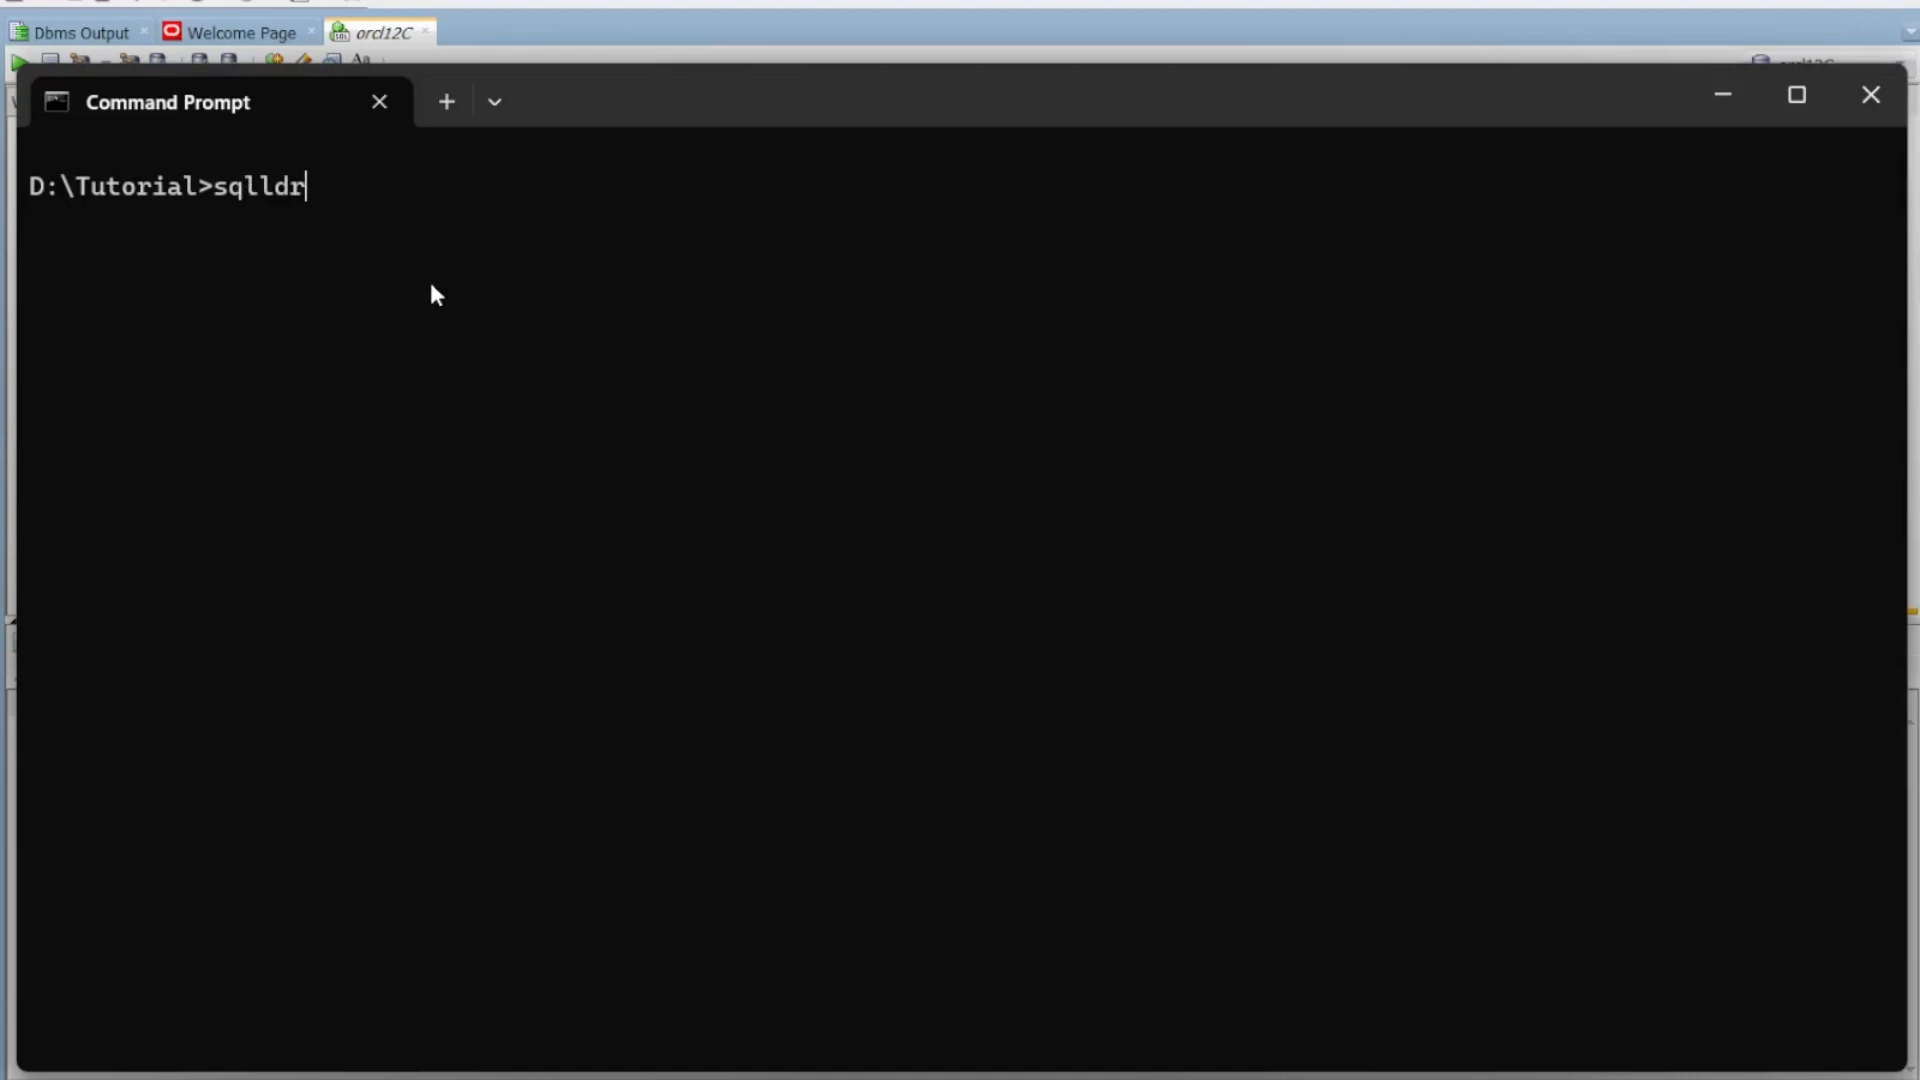 Dbms Output
Welcome Page
orcl12C
Command Prompt
D:\Tutorial>sqlldr